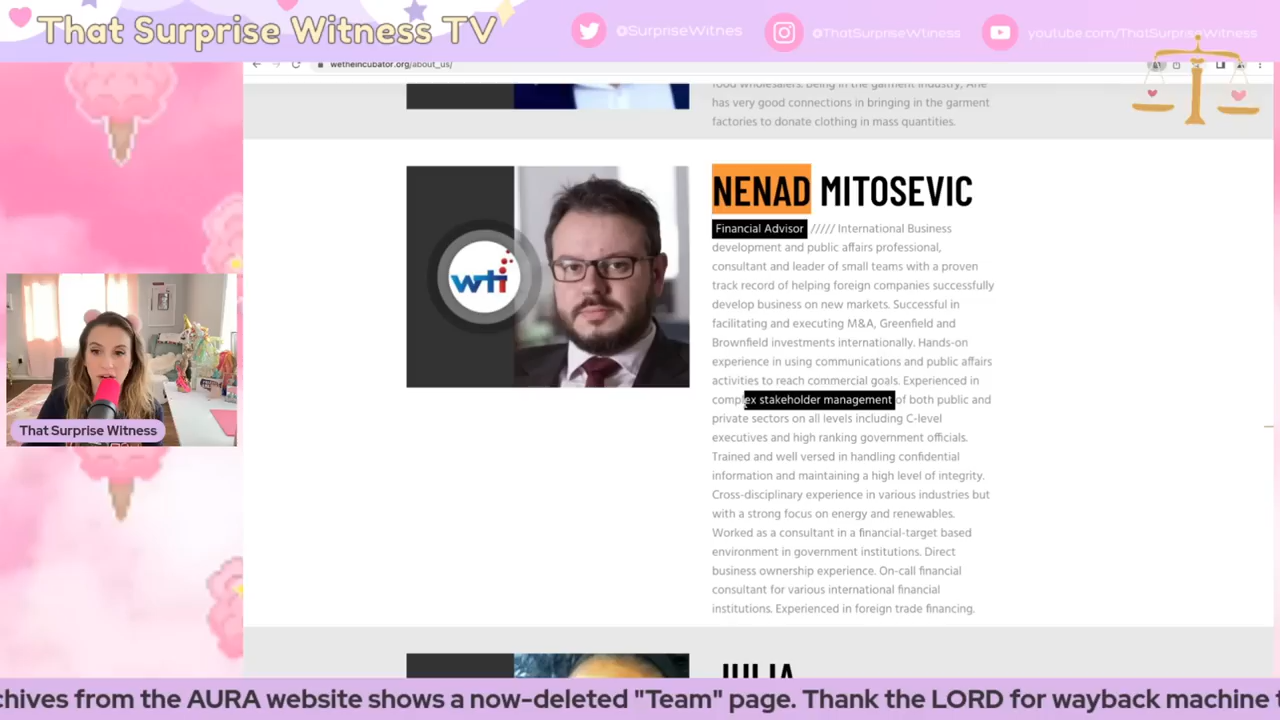 That Surprise Witness TV
@SurpriseWitnes
@ThatSurpriseWtiness
youtube.com/ThatSurpriseWitness
wetheincubator.org/about_us/
food wholesalers. Being in the garment industry, Arie
has very good connections in bringing in the garment
factories to donate clothing in mass quantities.
wti
NENAD MITOSEVIC
Financial Advisor ///// International Business
development and public affairs professional,
consultant and leader of small teams with a proven
track record of helping foreign companies successfully
develop business on new markets. Successful in
facilitating and executing M&A, Greenfield and
Brownfield investments internationally. Hands-on
experience in using communications and public affairs
activities to reach commercial goals. Experienced in
complex stakeholder management of both public and
private sectors on all levels including C-level
executives and high ranking government officials.
Trained and well versed in handling confidential
information and maintaining a high level of integrity.
Cross-disciplinary experience in various industries but
with a strong focus on energy and renewables.
Worked as a consultant in a financial-target based
environment in government institutions. Direct
business ownership experience. On-call financial
consultant for various international financial
institutions. Experienced in foreign trade financing.
That Surprise Witness
JULIA
chives from the AURA website shows a now-deleted "Team" page. Thank the LORD for wayback machine